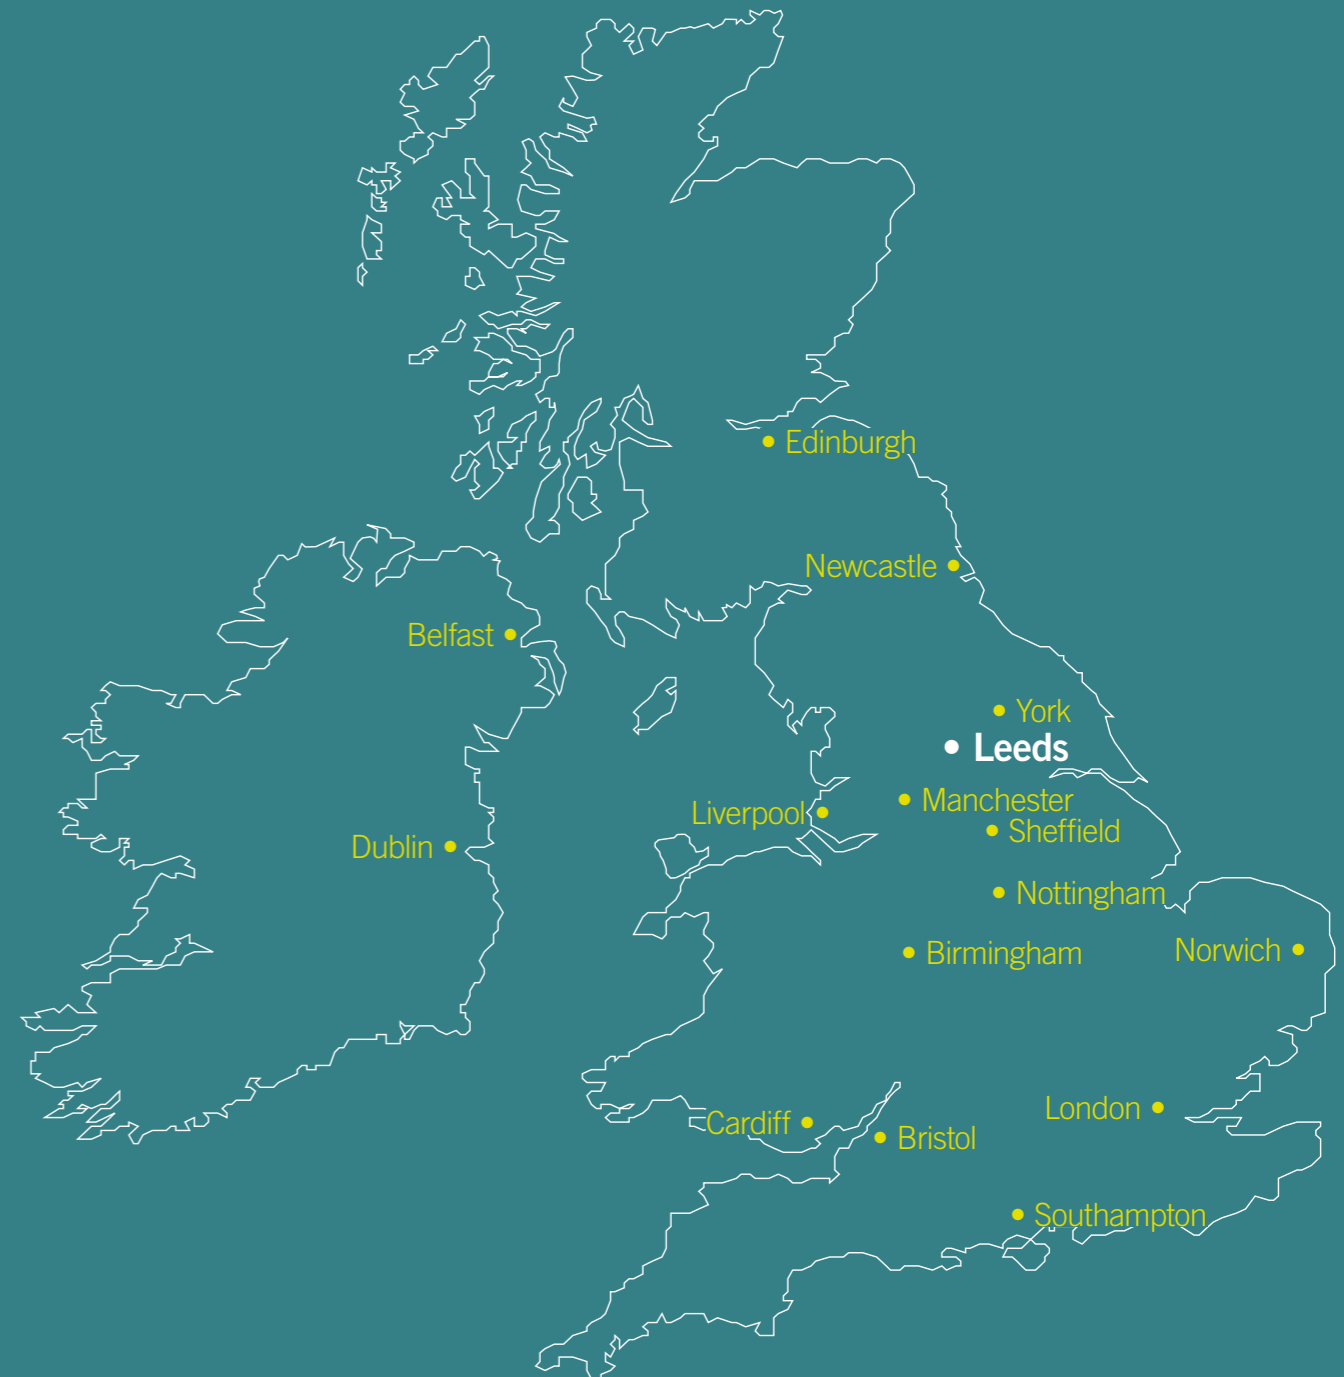 Edinburgh
Newcastle
Belfast
York
Leeds
Manchester
Liverpool
Sheffield
Dublin
Nottingham
Birmingham
Norwich
London
Cardiff
Bristol
Southampton